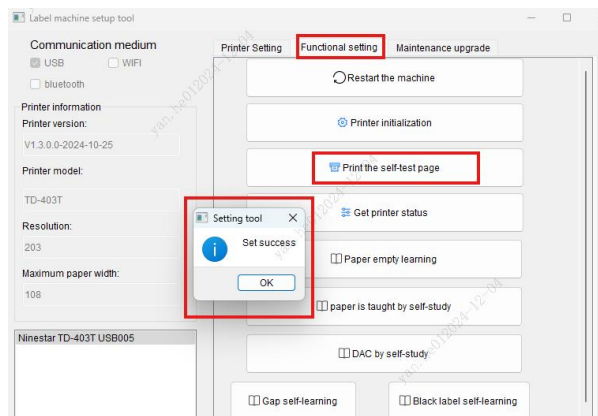 Label machine setup tool
Communication medium
USB
WIFI
bluetooth
Printer information
Printer version:
V1.3.0.0-2024-10-25
Printer model:
TD-403T
Resolution:
203
Maximum paper width:
108
Ninestar TD-403T USB005
Printer Setting
Functional setting
Maintenance upgrade
Restart the machine
Printer initialization
Print the self-test page
Get printer status
Paper empty learning
paper is taught by self-study
DAC by self-study
Gap self-learning
Black label self-learning
Setting tool
Set success
OK